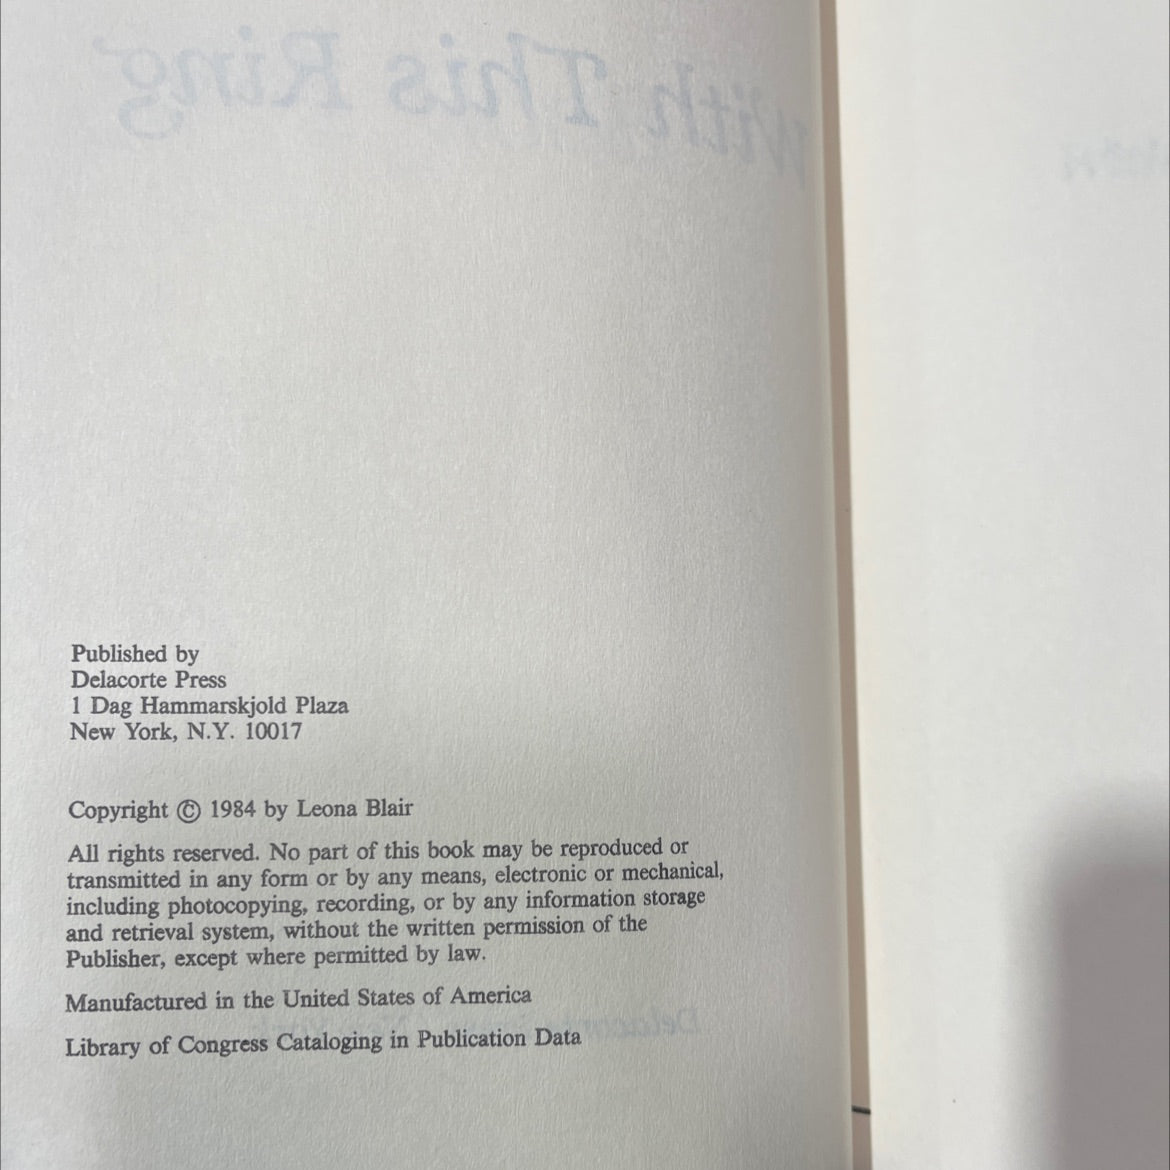 With This Ring
Published by
Delacorte Press
1 Dag Hammarskjold Plaza
New York, N.Y. 10017
Copyright © 1984 by Leona Blair
All rights reserved. No part of this book may be reproduced or
transmitted in any form or by any means, electronic or mechanical,
including photocopying, recording, or by any information storage
and retrieval system, without the written permission of the
Publisher, except where permitted by law.
Manufactured in the United States of America
Library of Congress Cataloging in Publication Data